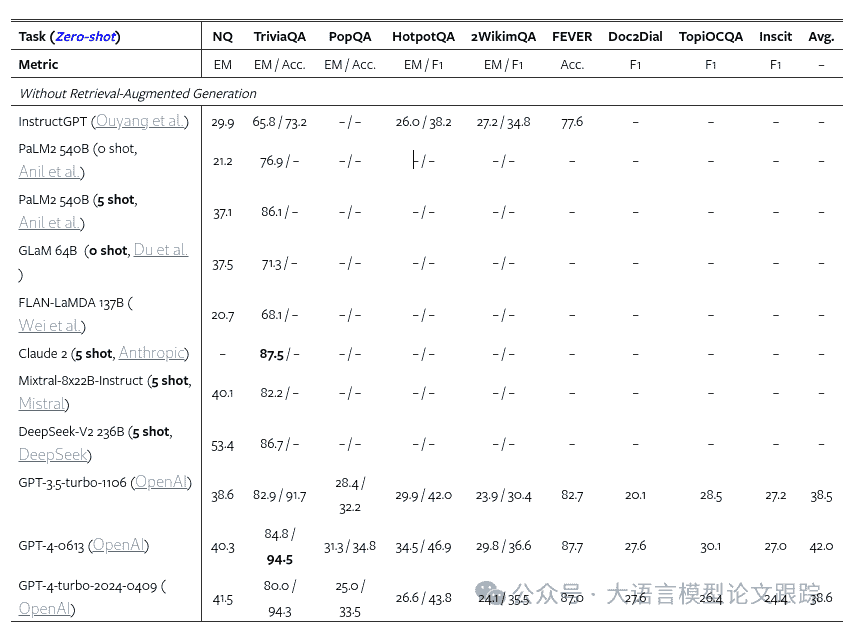 Task (Zero-shot) NQ TriviaQA PopQA HotpotQA 2WikimQA FEVER Doc2Dial TopiOCQA Inscit Avg.
Metric EM EM / Acc. EM / Acc. EM / F1 EM / F1 Acc. F1 F1 F1 –
Without Retrieval-Augmented Generation
InstructGPT (Ouyang et al.) 29.9 65.8 / 73.2 – / – 26.0 / 38.2 27.2 / 34.8 77.6 – – – –
PaLM2 540B (0 shot,
Anil et al.) 21.2 76.9 / – – / – – / – – / – – – – – –
PaLM2 540B (5 shot,
Anil et al.) 37.1 86.1 / – – / – – / – – / – – – – – –
GLaM 64B (0 shot, Du et al.
) 37.5 71.3 / – – / – – / – – / – – – – – –
FLAN-LaMDA 137B (
Wei et al.) 20.7 68.1 / – – / – – / – – / – – – – – –
Claude 2 (5 shot, Anthropic) – 87.5 / – – / – – / – – / – – – – – –
Mixtral-8x22B-Instruct (5 shot,
Mistral) 40.1 82.2 / – – / – – / – – / – – – – – –
DeepSeek-V2 236B (5 shot,
DeepSeek) 53.4 86.7 / – – / – – / – – / – – – – – –
GPT-3.5-turbo-1106 (OpenAI) 38.6 82.9 / 91.7 28.4 / 29.9 / 42.0 23.9 / 30.4 82.7 20.1 28.5 27.2 38.5
32.2
84.8 /
GPT-4-0613 (OpenAI) 40.3 31.3 / 34.8 34.5 / 46.9 29.8 / 36.6 87.7 27.6 30.1 27.0 42.0
94.5
GPT-4-turbo-2024-0409 ( 80.0 / 25.0 /
OpenAI) 41.5 94.3 33.5 26.6 / 43.8 24.1 / 35.5 87.0 27.6 26.4 24.4 38.6
公众号 · 大语言模型论文跟踪